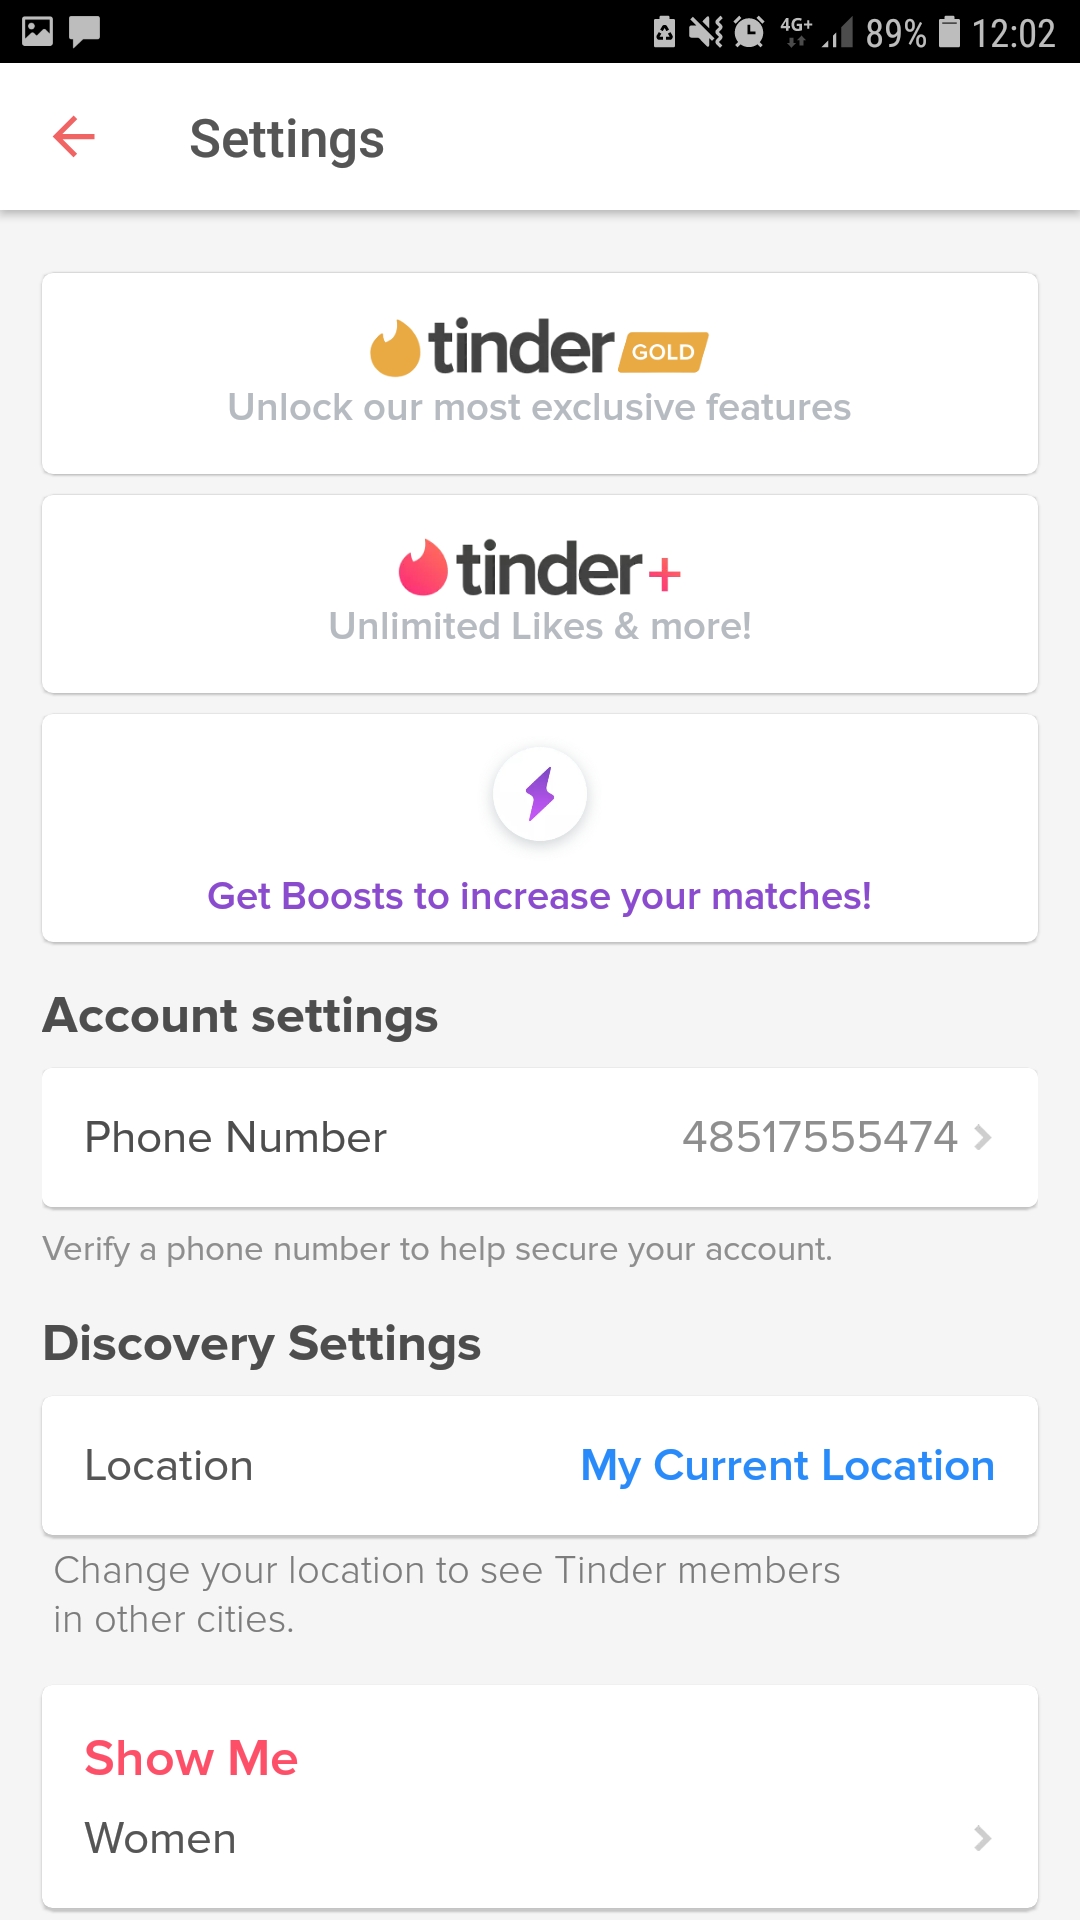 4G+ 89% 12:02
Settings
tinder GOLD
Unlock our most exclusive features
tinder+
Unlimited Likes & more!
Get Boosts to increase your matches!
Account settings
Phone Number 48517555474
Verify a phone number to help secure your account.
Discovery Settings
Location My Current Location
Change your location to see Tinder members
in other cities.
Show Me
Women